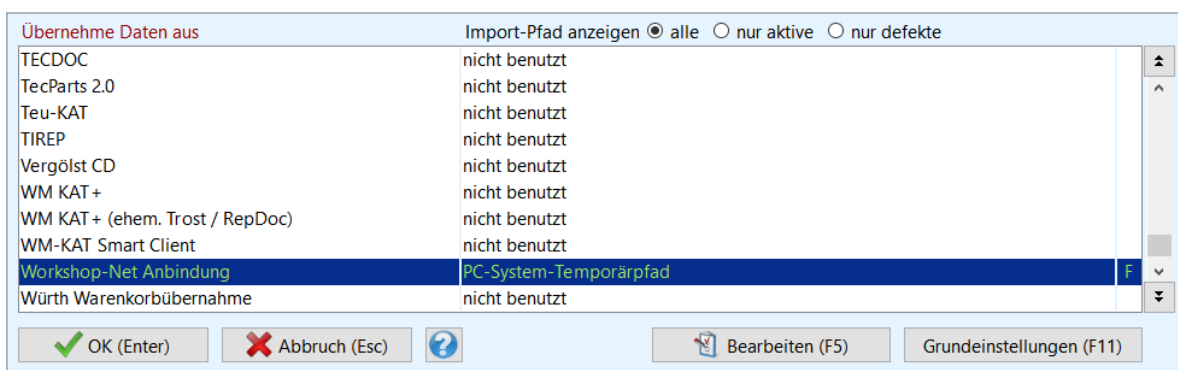 Übernehme Daten aus Import-Pfad anzeigen alle nur aktive nur defekte
TECDOC nicht benutzt
TecParts 2.0 nicht benutzt
Teu-KAT nicht benutzt
TIREP nicht benutzt
Vergölst CD nicht benutzt
WM KAT+ nicht benutzt
WM KAT+ (ehem. Trost / RepDoc) nicht benutzt
WM-KAT Smart Client nicht benutzt
Workshop-Net Anbindung PC-System-Temporärpfad F
Würth Warenkorbübernahme nicht benutzt
OK (Enter) Abbruch (Esc) ? Bearbeiten (F5) Grundeinstellungen (F11)